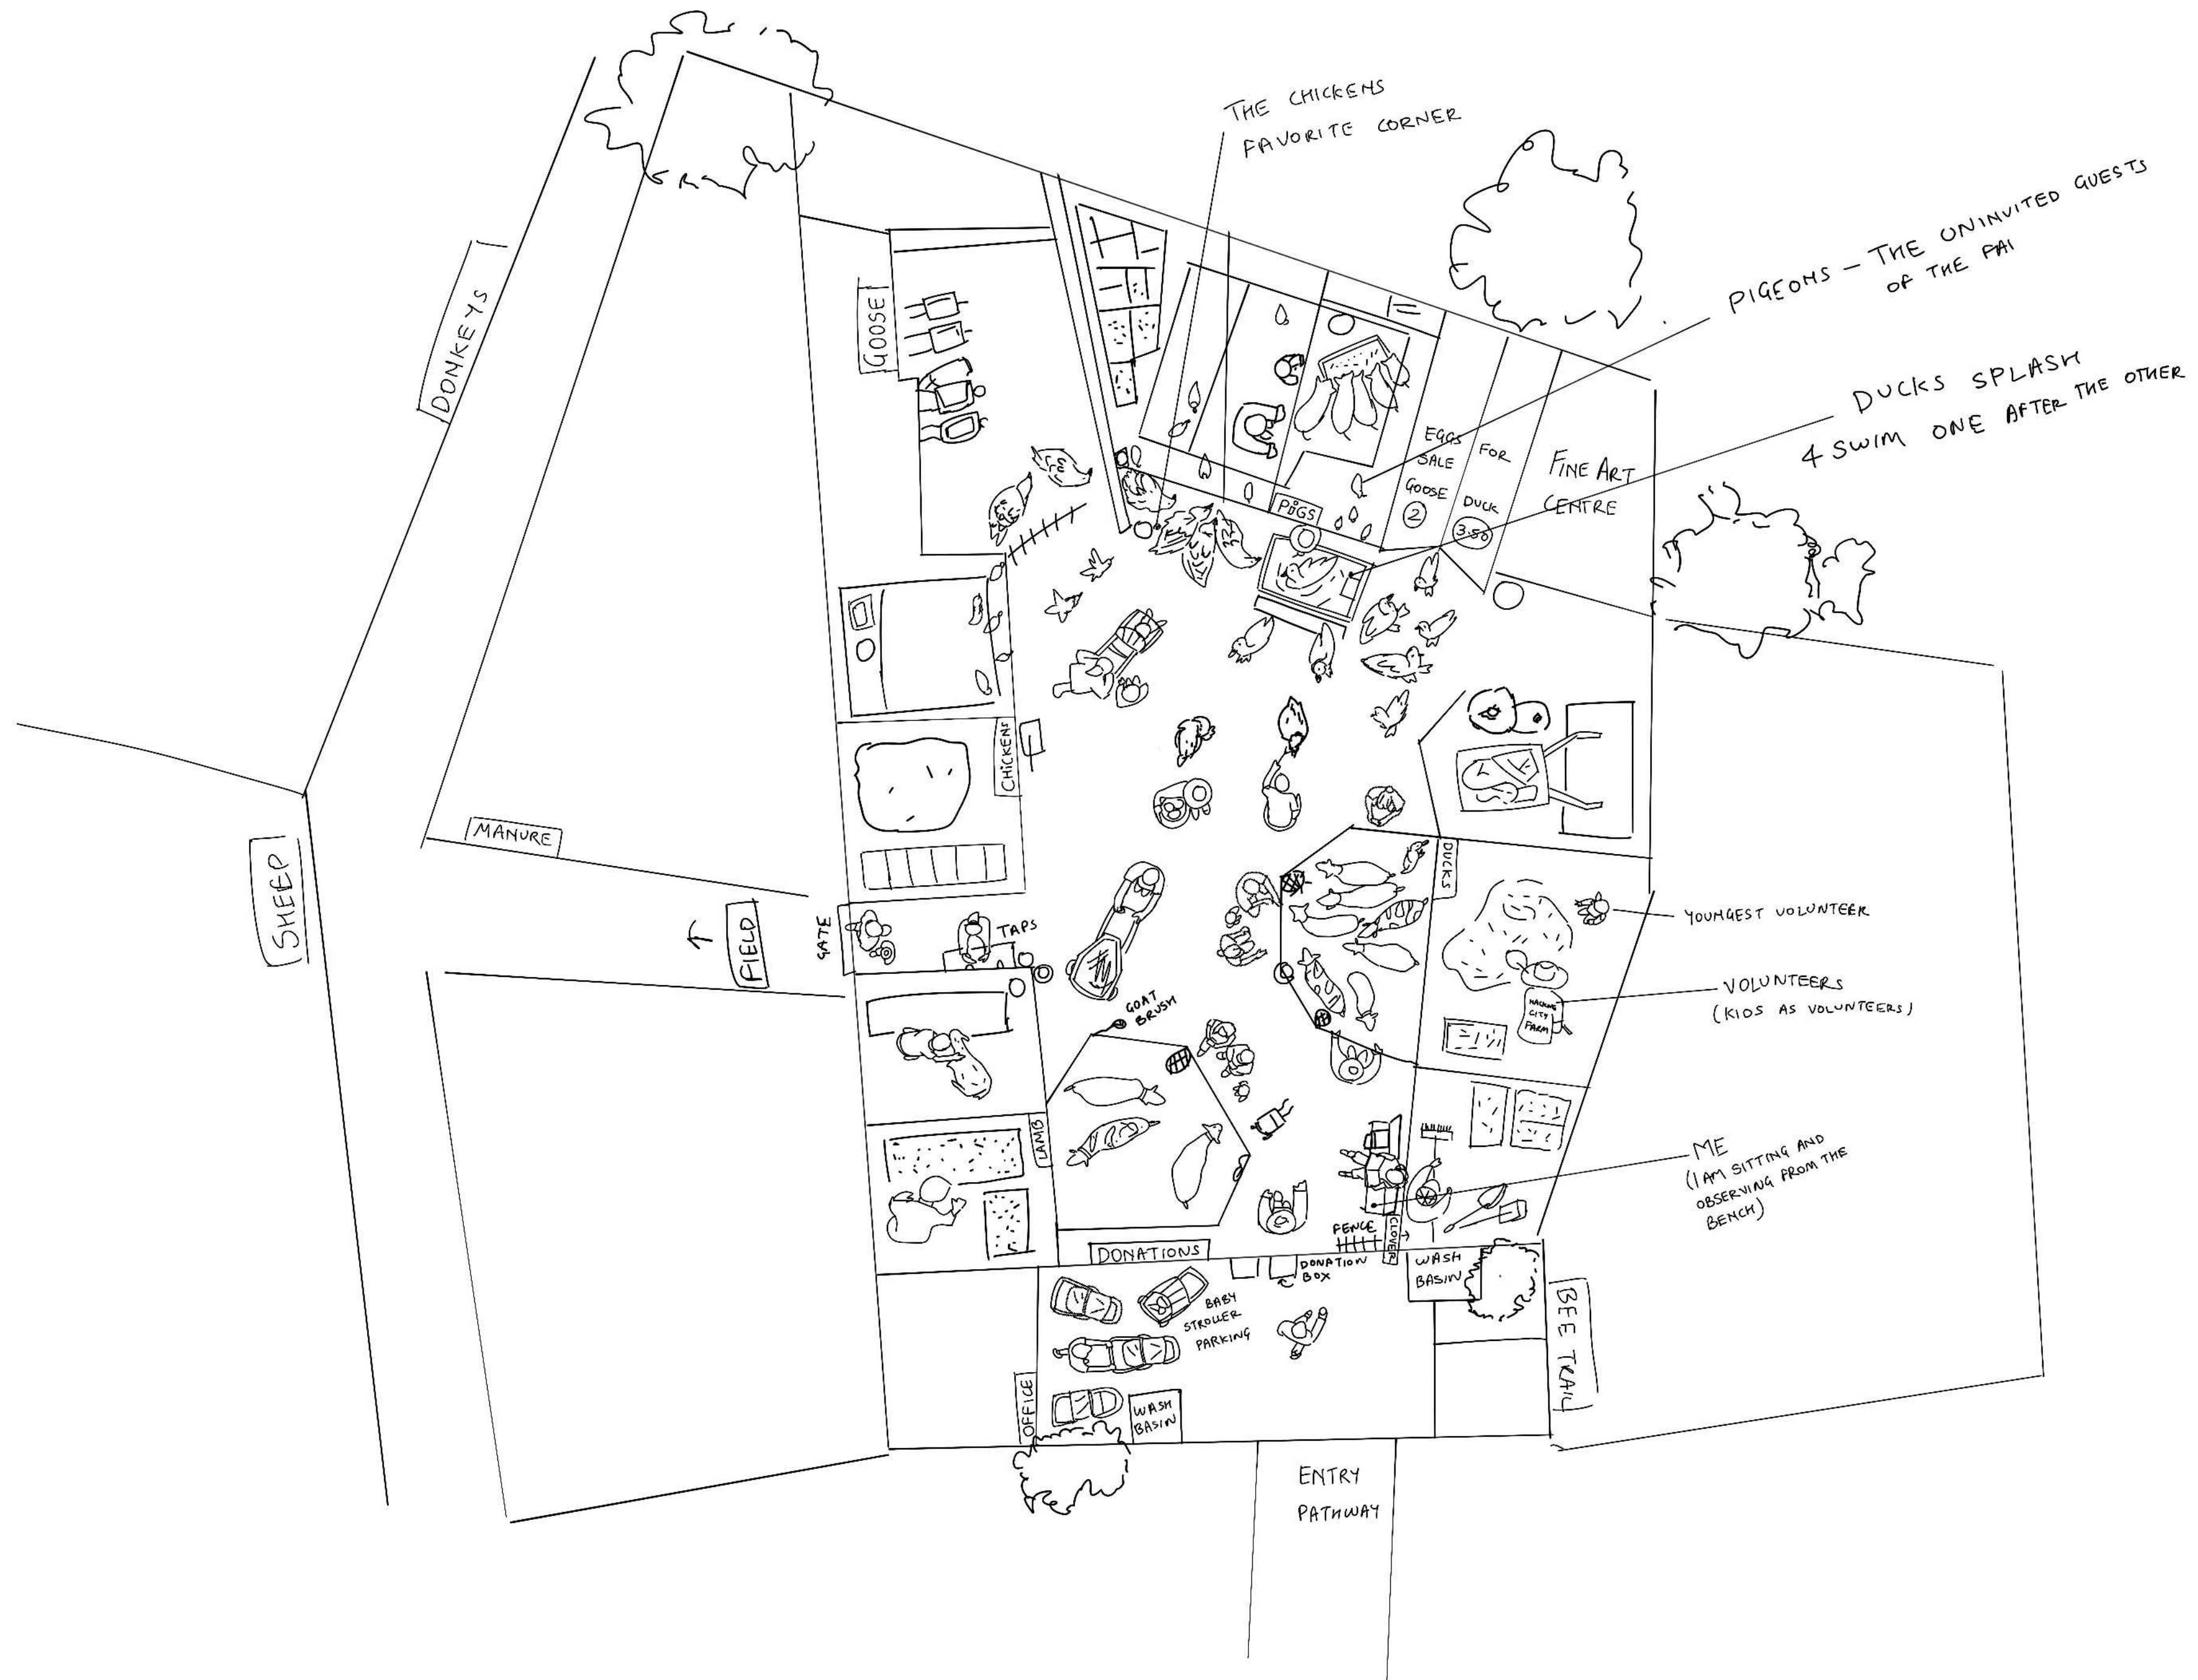 THE CHICKENS
FAVORITE CORNER
PIGEONS — THE UNINVITED GUESTS
OF THE FAI
DUCKS SPLASH
& SWIM ONE AFTER THE OTHER
DONKEYS
GOOSE
EGGS FOR
SALE
GOOSE DUCK
2 3.50
FINE ART
CENTRE
PIGS
CHICKENS
MANURE
SHEEP
FIELD
GATE
TAPS
DUCKS
YOUNGEST VOLUNTEER
VOLUNTEERS
(KIDS AS VOLUNTEERS)
HACKNEY
CITY
FARM
GOAT
BRUSH
LAMB
ME
(I AM SITTING AND
OBSERVING FROM THE
BENCH)
FENCE
CLOVER
DONATIONS
DONATION
BOX
WASH
BASIN
BABY
STROLLER
PARKING
BEE TRAIL
OFFICE
WASH
BASIN
ENTRY
PATHWAY